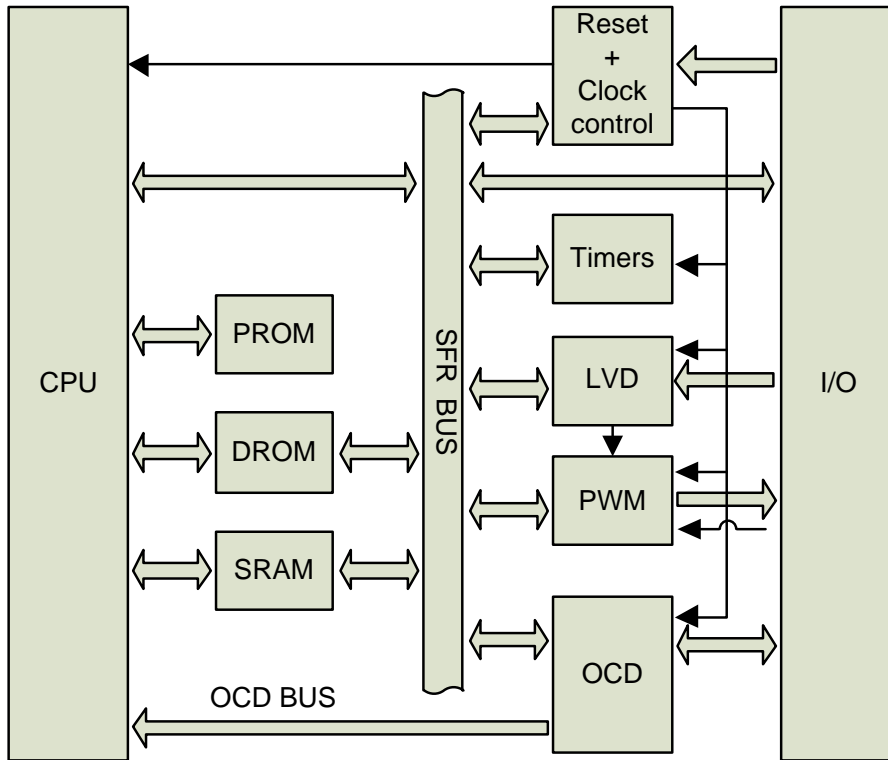 Reset
+
Clock
control
Timers
PROM
SFR BUS
LVD
CPU
I/O
DROM
PWM
SRAM
OCD
OCD BUS